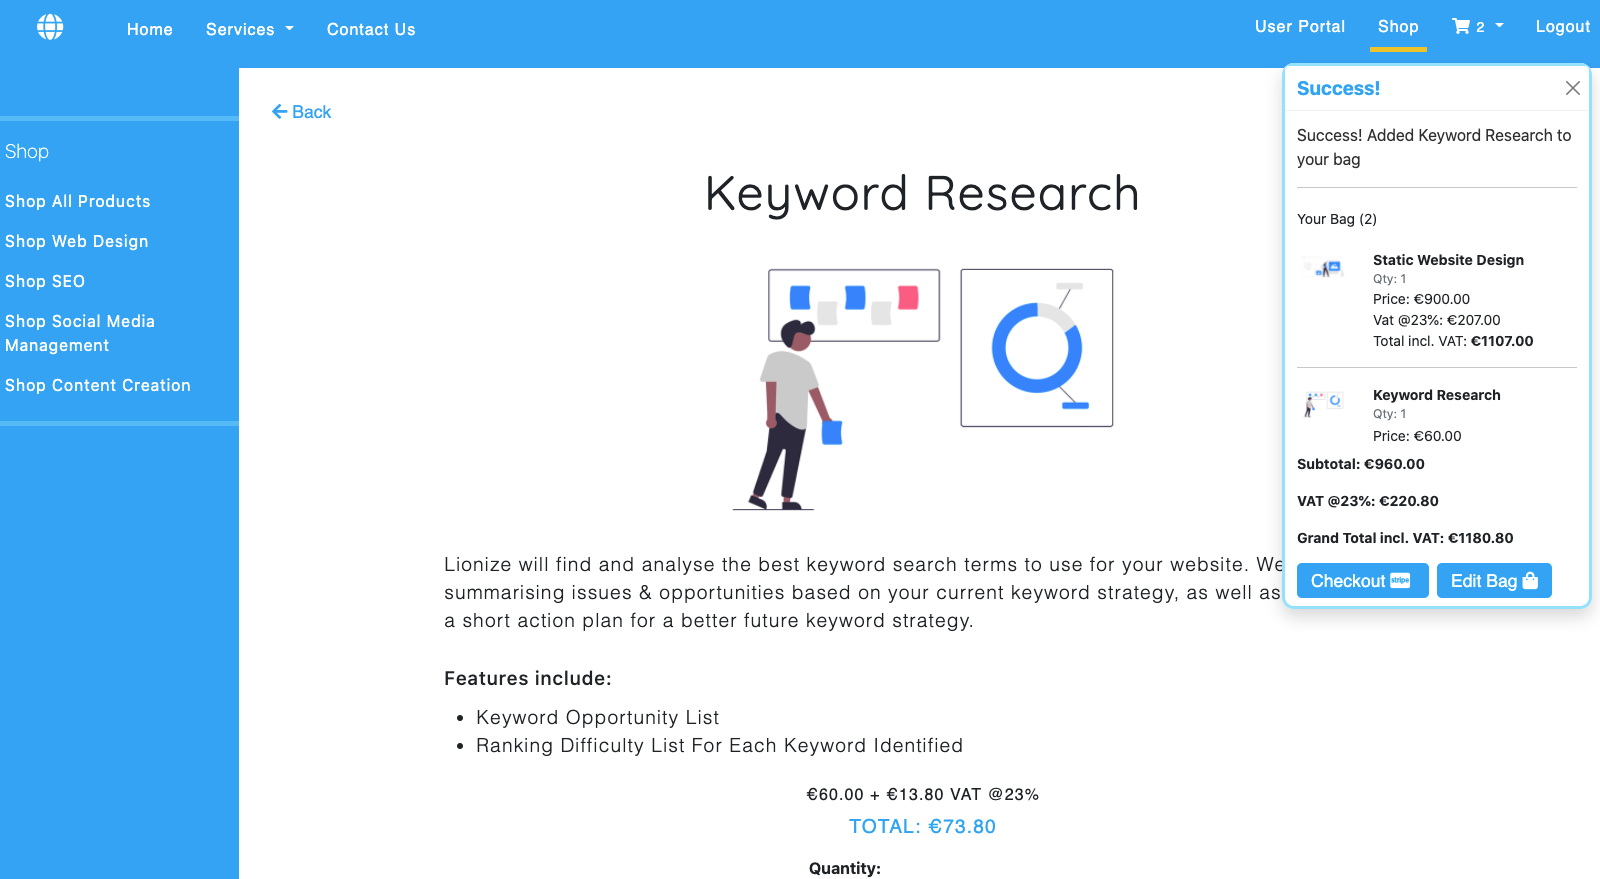 Home
Services
Contact Us
User Portal
Shop
2
Logout
Shop
Shop All Products
Shop Web Design
Shop SEO
Shop Social Media
Management
Shop Content Creation
Back
Keyword Research
Lionize will find and analyse the best keyword search terms to use for your website. We
summarising issues & opportunities based on your current keyword strategy, as well as
a short action plan for a better future keyword strategy.
Features include:
Keyword Opportunity List
Ranking Difficulty List For Each Keyword Identified
€60.00 + €13.80 VAT @23%
TOTAL: €73.80
Quantity:
Success!
Success! Added Keyword Research to
your bag
Your Bag (2)
Static Website Design
Qty: 1
Price: €900.00
Vat @23%: €207.00
Total incl. VAT: €1107.00
Keyword Research
Qty: 1
Price: €60.00
Subtotal: €960.00
VAT @23%: €220.80
Grand Total incl. VAT: €1180.80
Checkout stripe
Edit Bag